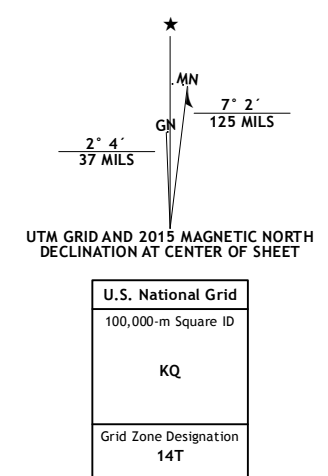 MN
7° 2´
125 MILS
GN
2° 4´
37 MILS
UTM GRID AND 2015 MAGNETIC NORTH
DECLINATION AT CENTER OF SHEET
U.S. National Grid
100,000-m Square ID
KQ
Grid Zone Designation
14T